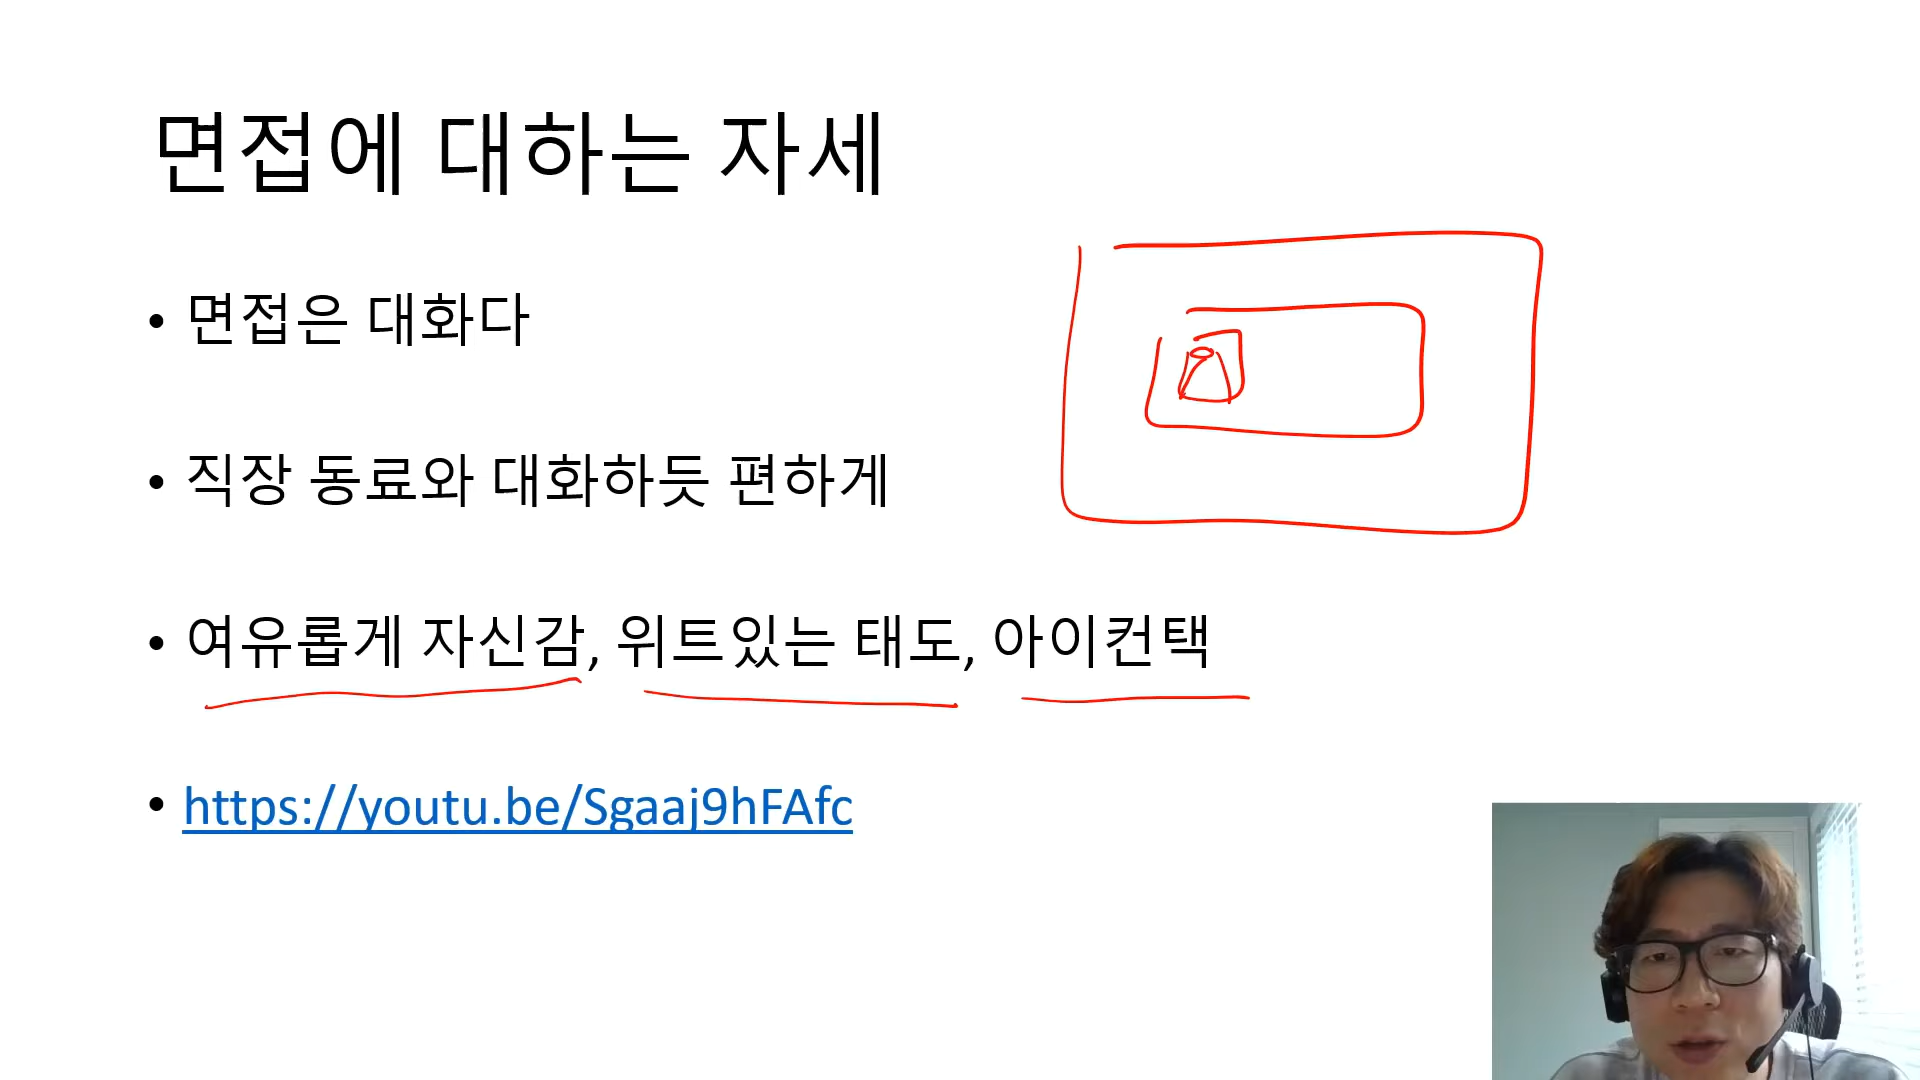 면접에 대하는 자세
• 면접은 대화다
• 직장 동료와 대화하듯 편하게
• 여유롭게 자신감, 위트있는 태도, 아이컨택
• https://youtu.be/Sgaaj9hFAfc